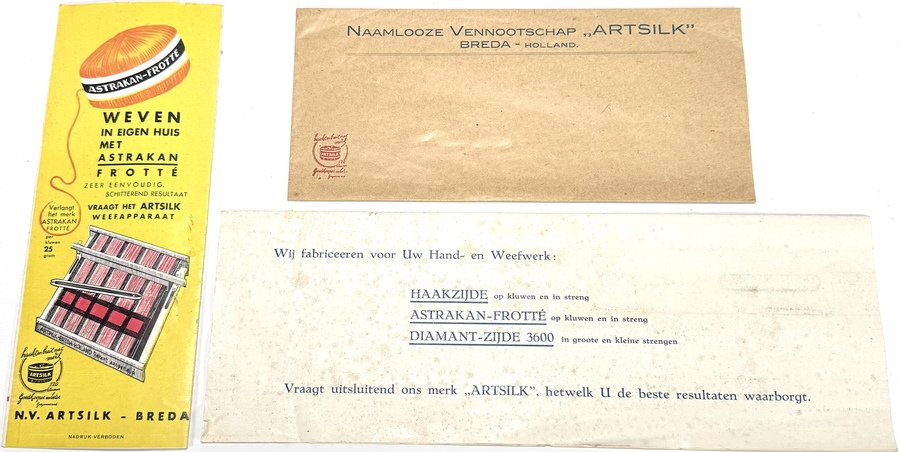 ASTRAKAN-FROTTÉ
WEVEN
IN EIGEN HUIS
MET
ASTRAKAN
FROTTÉ
ZEER EENVOUDIG.
SCHITTEREND RESULTAAT
VRAAGT HET ARTSILK
WEEFAPPARAAT
Verlangt
het merk
ASTRAKAN
FROTTÉ
per
kluwen
25
gram
ARTSILK
N.V. ARTSILK - BREDA
NADRUK VERBODEN
NAAMLOOZE VENNOOTSCHAP „ARTSILK”
BREDA - HOLLAND.
ARTSILK
Wij fabriceeren voor Uw Hand- en Weefwerk:
HAAKZIJDE op kluwen en in streng
ASTRAKAN-FROTTÉ op kluwen en in streng
DIAMANT-ZIJDE 3600 in groote en kleine strengen
Vraagt uitsluitend ons merk „ARTSILK”, hetwelk U de beste resultaten waarborgt.